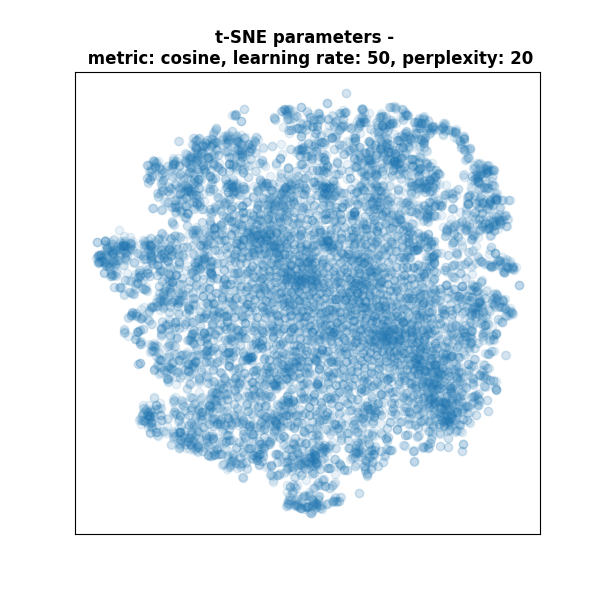 t-SNE parameters -
metric: cosine, learning rate: 50, perplexity: 20